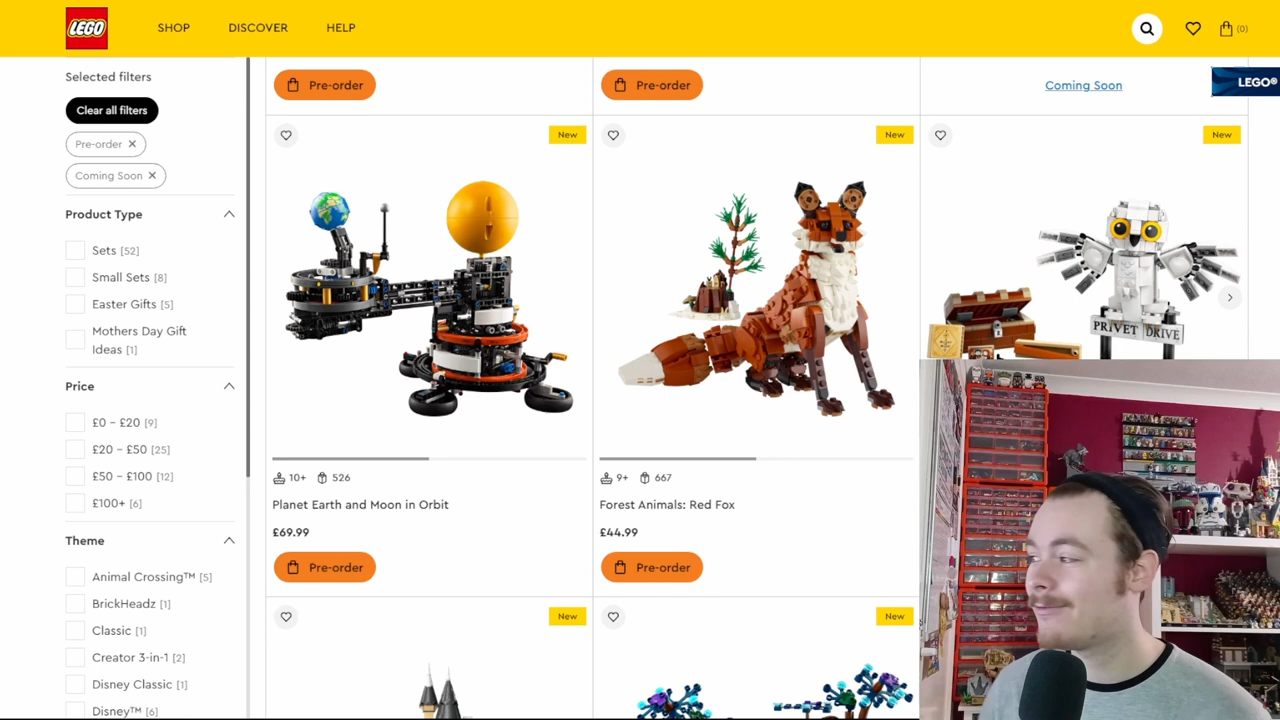 LEGO
SHOP
DISCOVER
HELP
(0)
Selected filters
Clear all filters
Pre-order
Coming Soon
Product Type
Sets [52]
Small Sets [8]
Easter Gifts [5]
Mothers Day Gift
Ideas [1]
Price
£0 – £20 [9]
£20 – £50 [25]
£50 – £100 [12]
£100+ [6]
Theme
Animal Crossing™ [5]
BrickHeadz [1]
Classic [1]
Creator 3-in-1 [2]
Disney Classic [1]
Disney™ [6]
Pre-order
Pre-order
Coming Soon
LEGO®
New
10+
526
Planet Earth and Moon in Orbit
£69.99
Pre-order
New
9+
667
Forest Animals: Red Fox
£44.99
Pre-order
New
PRIVET DRIVE
New
New